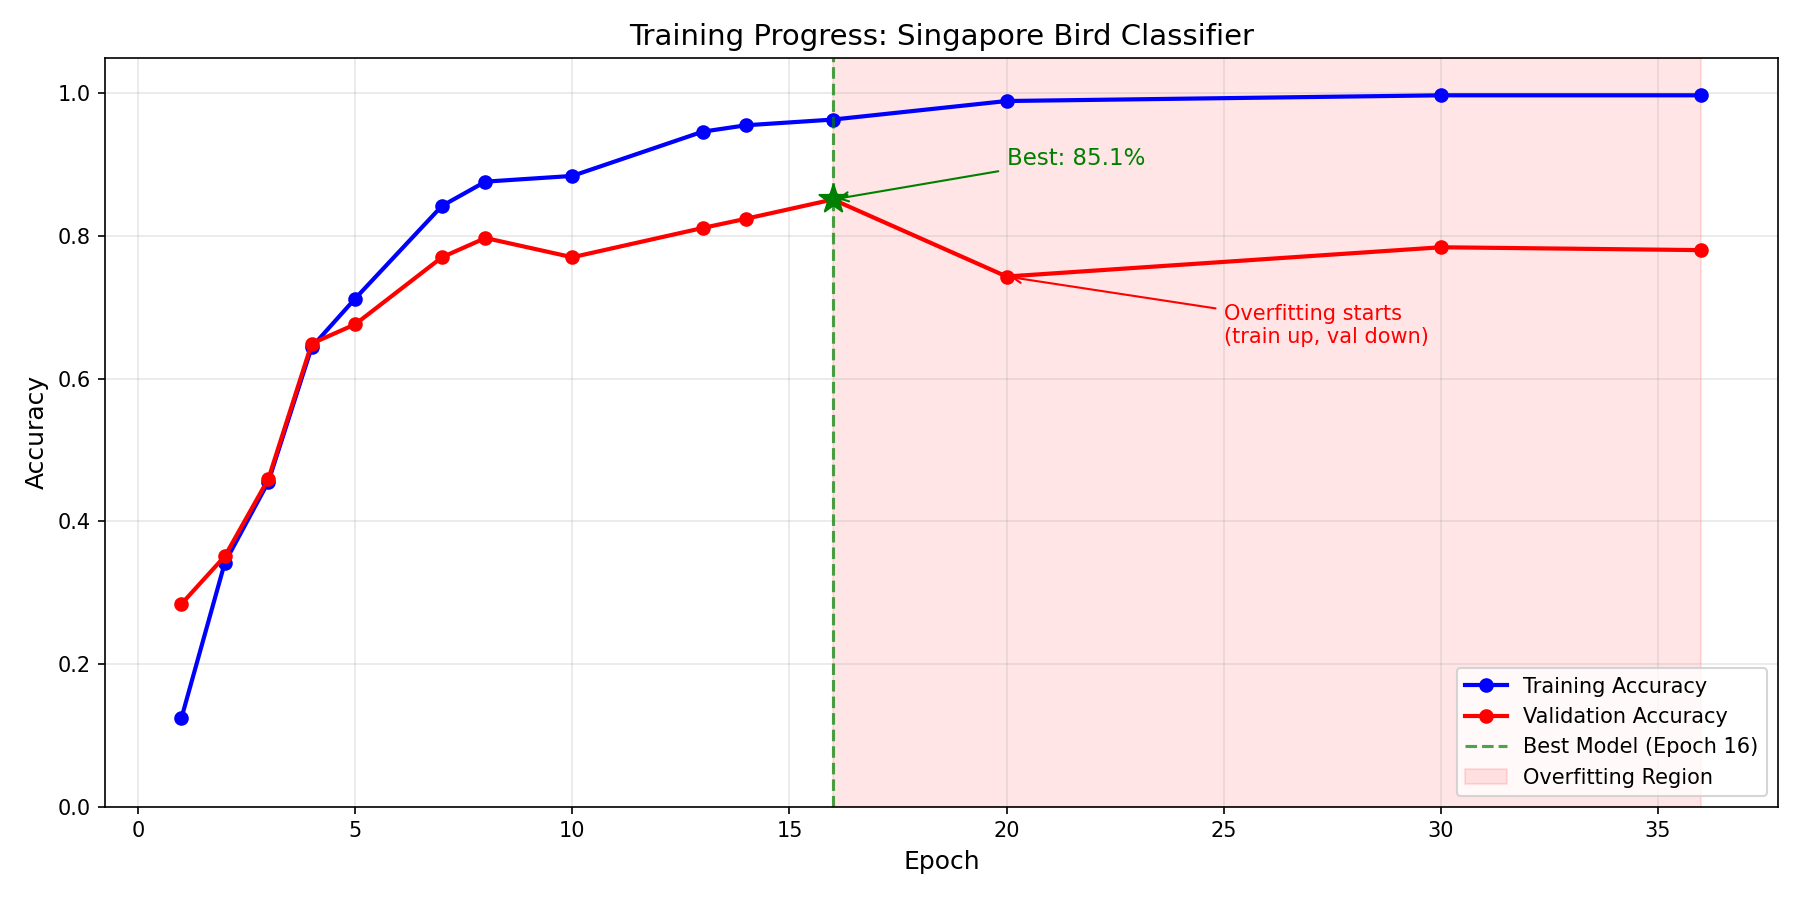 Training Progress: Singapore Bird Classifier
1.0
0.8
0.6
0.4
0.2
0.0
Accuracy
Best: 85.1%
Overfitting starts
(train up, val down)
Training Accuracy
Validation Accuracy
Best Model (Epoch 16)
Overfitting Region
0 5 10 15 20 25 30 35
Epoch